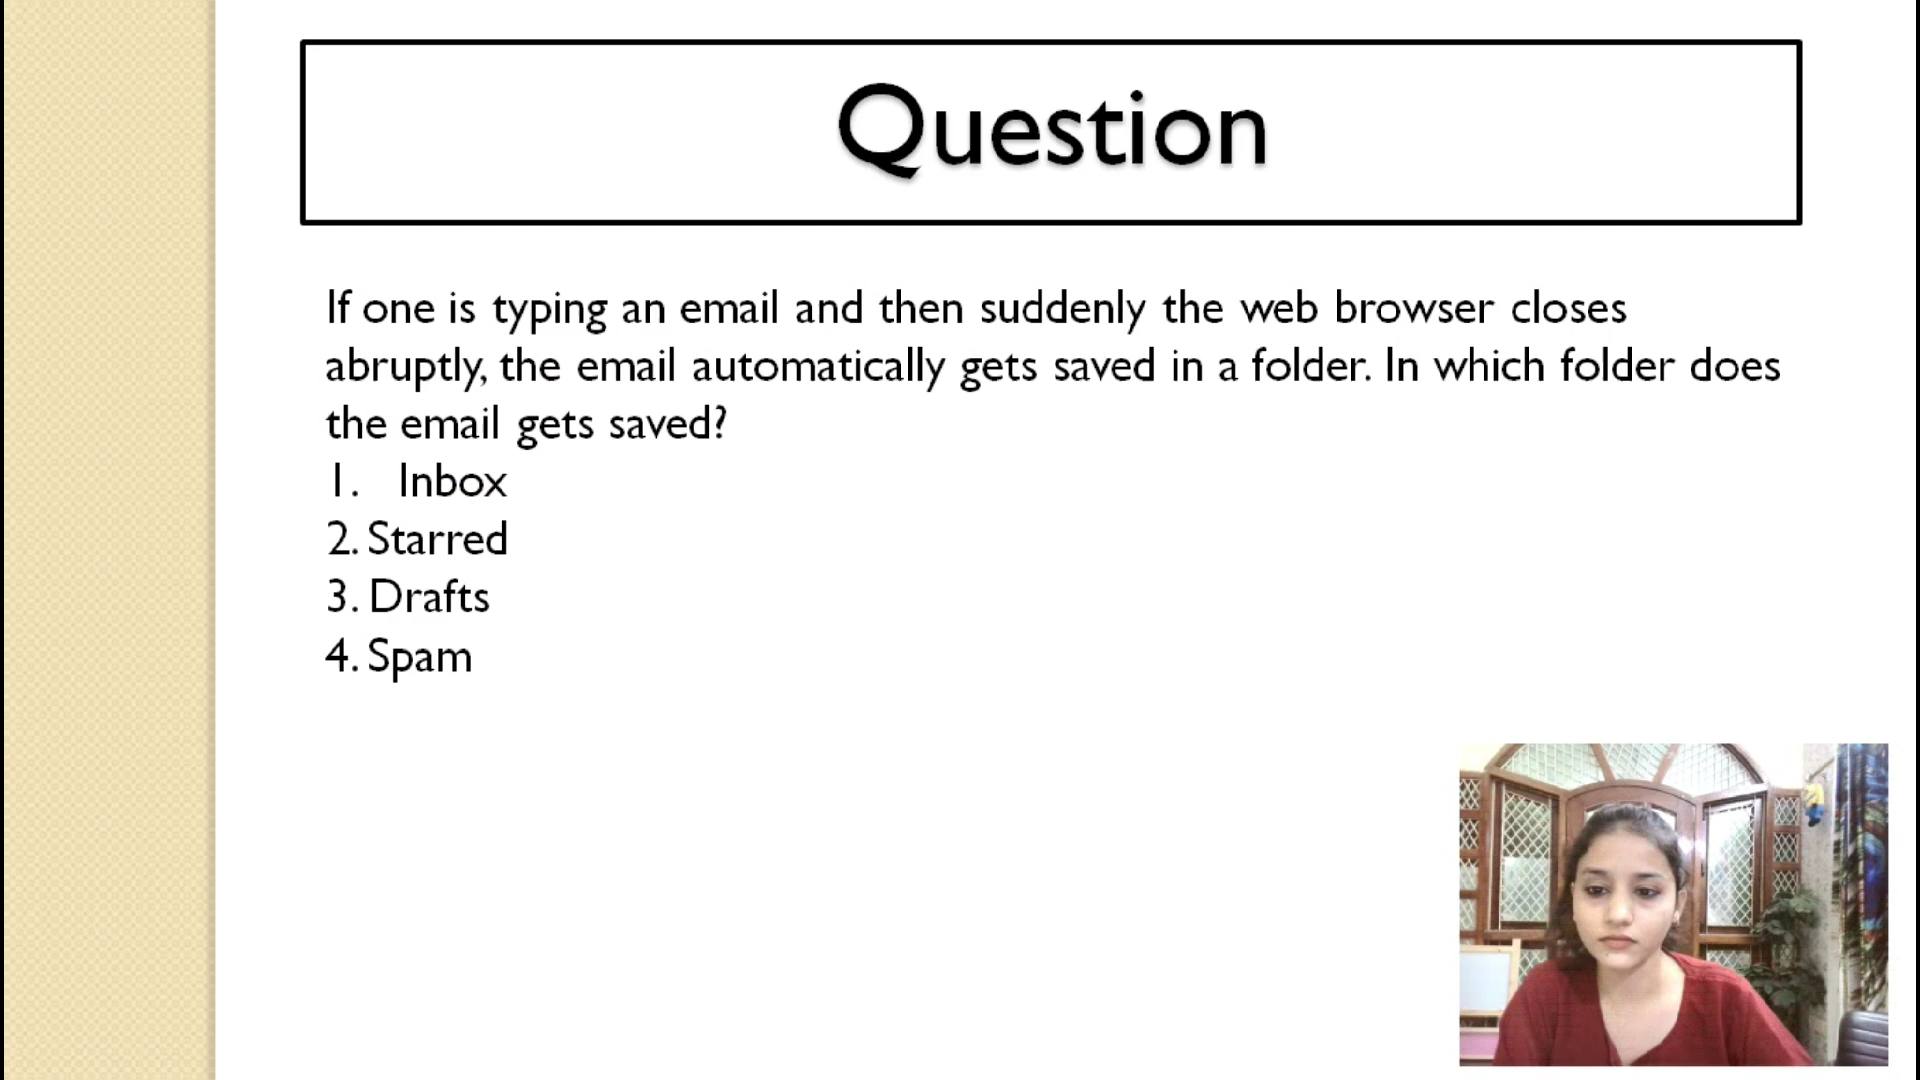 Question
If one is typing an email and then suddenly the web browser closes
abruptly, the email automatically gets saved in a folder. In which folder does
the email gets saved?
1. Inbox
2. Starred
3. Drafts
4. Spam